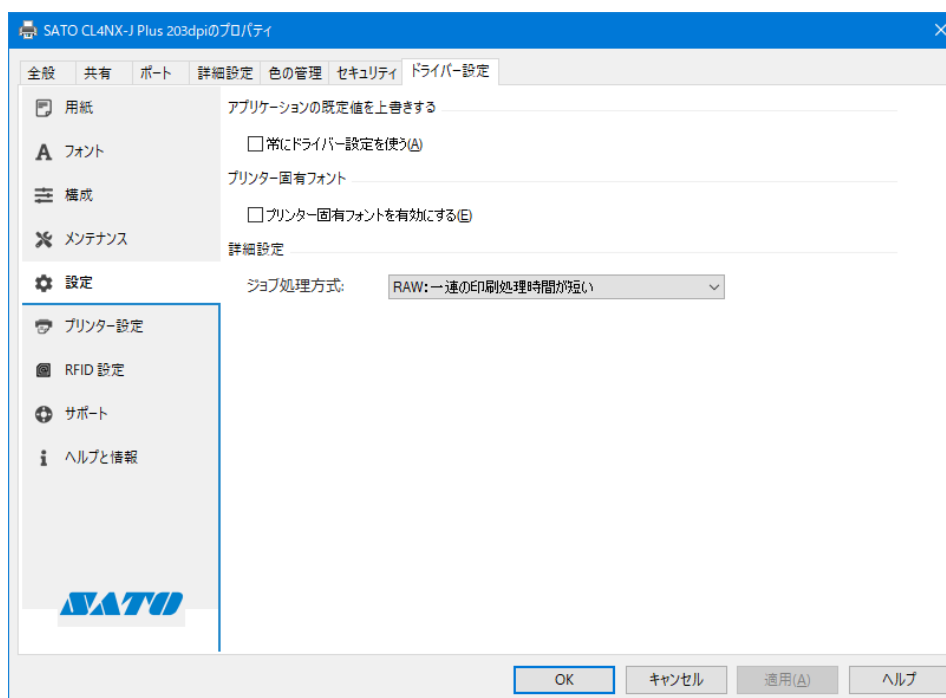 SATO CL4NX-J Plus 203dpiのプロパティ
全般 共有 ポート 詳細設定 色の管理 セキュリティ ドライバー設定
用紙
フォント
構成
メンテナンス
設定
プリンター設定
RFID 設定
サポート
ヘルプと情報
SATO
アプリケーションの既定値を上書きする
常にドライバー設定を使う(A)
プリンター固有フォント
プリンター固有フォントを有効にする(E)
詳細設定
ジョブ処理方式: RAW:一連の印刷処理時間が短い
OK キャンセル 適用(A) ヘルプ